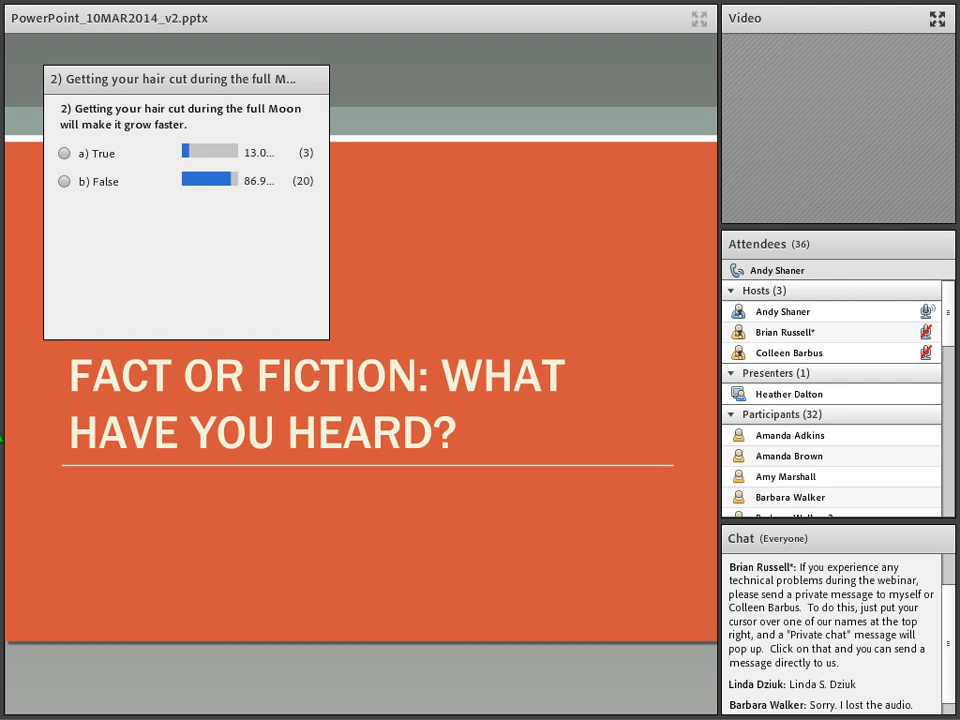 PowerPoint_10MAR2014_v2.pptx
2) Getting your hair cut during the full M...
2) Getting your hair cut during the full Moon
will make it grow faster.
a) True 13.0... (3)
b) False 86.9... (20)
FACT OR FICTION: WHAT
HAVE YOU HEARD?
Video
Attendees (36)
Andy Shaner
Hosts (3)
Andy Shaner
Brian Russell*
Colleen Barbus
Presenters (1)
Heather Dalton
Participants (32)
Amanda Adkins
Amanda Brown
Amy Marshall
Barbara Walker
Chat (Everyone)
Brian Russell*: If you experience any
technical problems during the webinar,
please send a private message to myself or
Colleen Barbus. To do this, just put your
cursor over one of our names at the top
right, and a "Private chat" message will
pop up. Click on that and you can send a
message directly to us.
Linda Dziuk: Linda S. Dziuk
Barbara Walker: Sorry. I lost the audio.